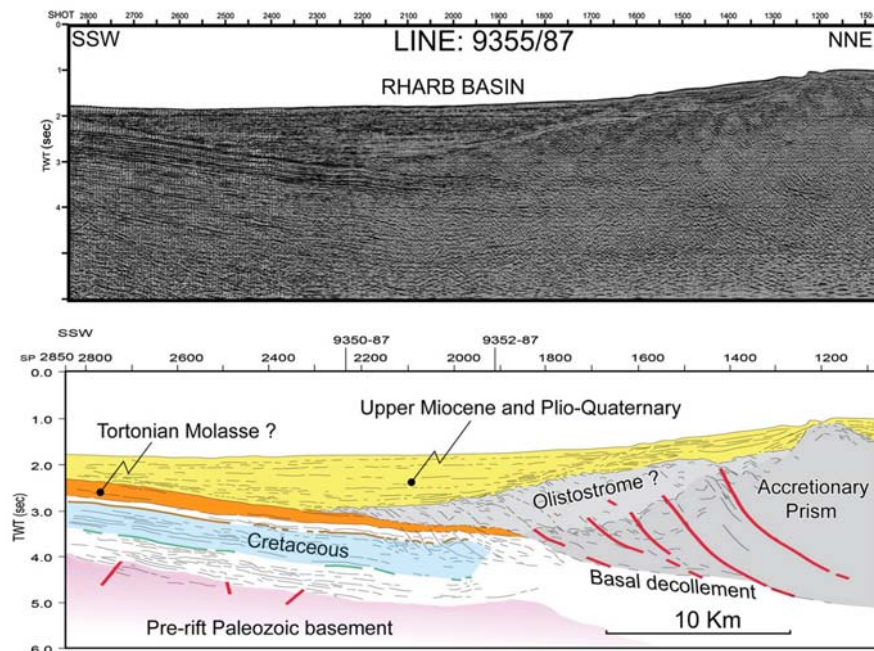 SHOT 2800 2700 2600 2500 2400 2300 2200 2100 2000 1900 1800 1700 1600 1500 1400 1300 1200 150
0
SSW LINE: 9355/87 NNE
RHARB BASIN
1
2
TWT (sec)
3
4
SSW 9350-87 9352-87
SP 2850 2800 2600 2400 2200 2000 1800 1600 1400 1200
0.0
Upper Miocene and Plio-Quaternary
1.0
Tortonian Molasse ?
2.0
Olistostrome ?
Accretionary
Prism
3.0
TWT (sec)
Cretaceous
4.0
Basal decollement
5.0
10 Km
Pre-rift Paleozoic basement
6.0